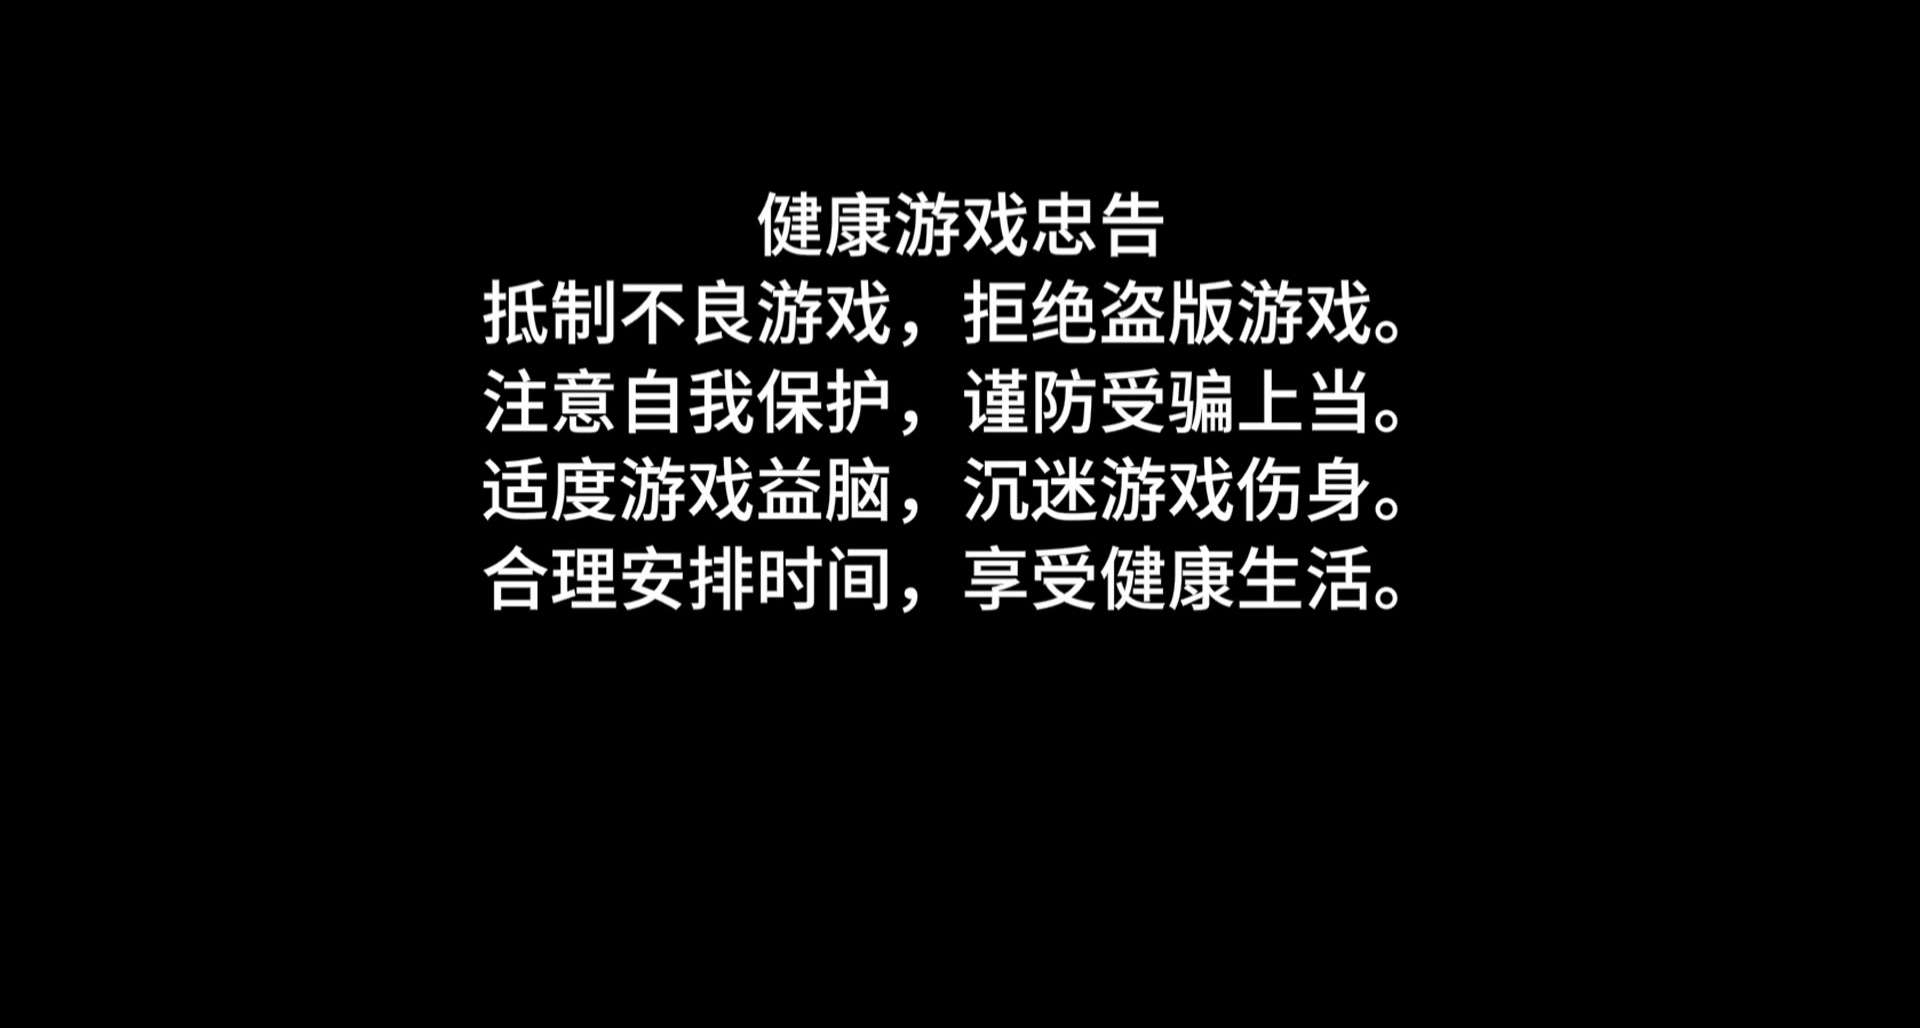 健康游戏忠告
抵制不良游戏，拒绝盗版游戏。
注意自我保护，谨防受骗上当。
适度游戏益脑，沉迷游戏伤身。
合理安排时间，享受健康生活。